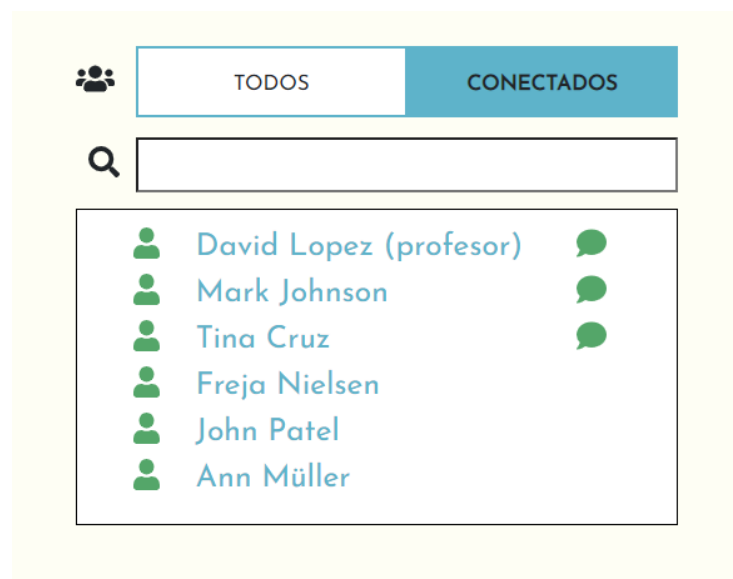 TODOS CONECTADOS
David Lopez (profesor)
Mark Johnson
Tina Cruz
Freja Nielsen
John Patel
Ann Müller